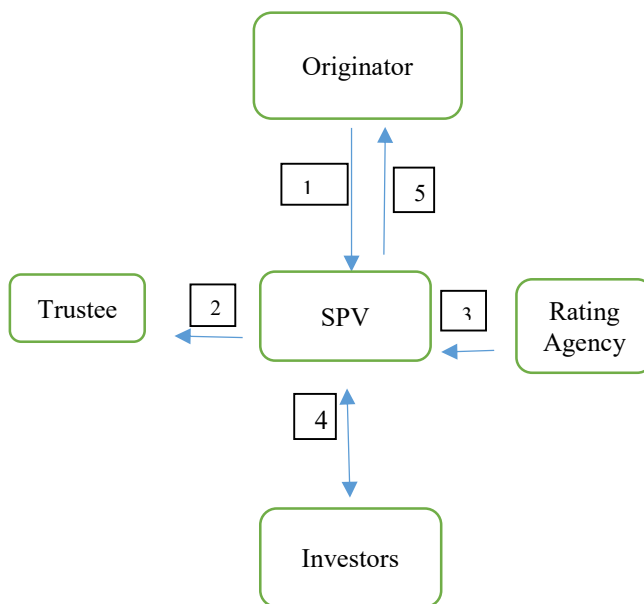 Originator
1
5
Trustee
2
SPV
3
Rating
Agency
4
Investors